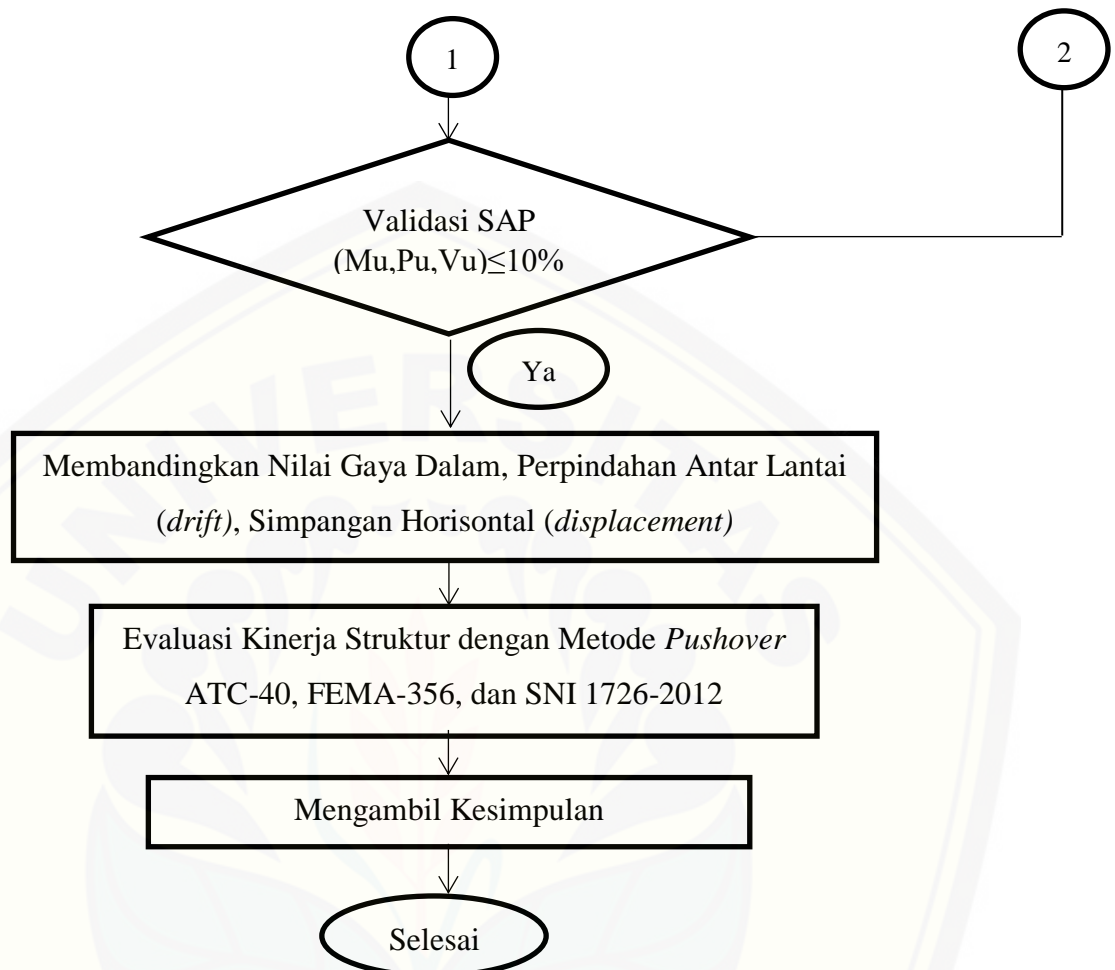 1
2
Validasi SAP
(Mu,Pu,Vu)≤10%
Ya
Membandingkan Nilai Gaya Dalam, Perpindahan Antar Lantai
(drift), Simpangan Horisontal (displacement)
Evaluasi Kinerja Struktur dengan Metode Pushover
ATC-40, FEMA-356, dan SNI 1726-2012
Mengambil Kesimpulan
Selesai
UNIVERSITAS